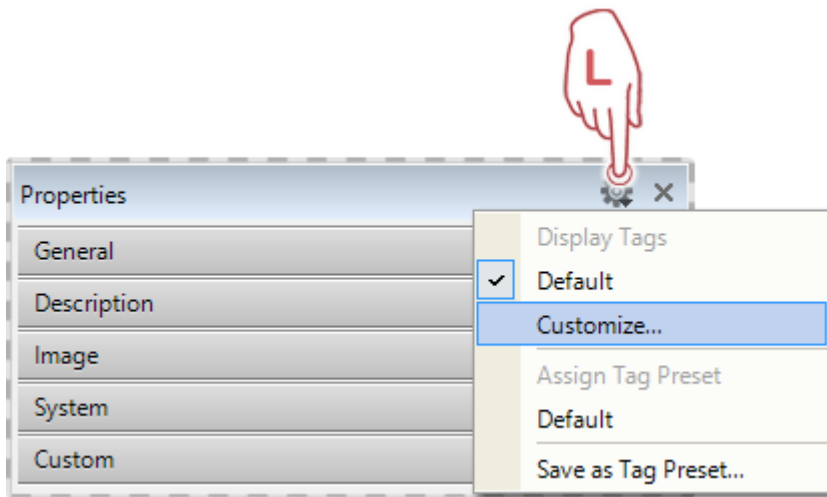 L
Properties
General
Description
Image
System
Custom
Display Tags
Default
Customize...
Assign Tag Preset
Default
Save as Tag Preset...